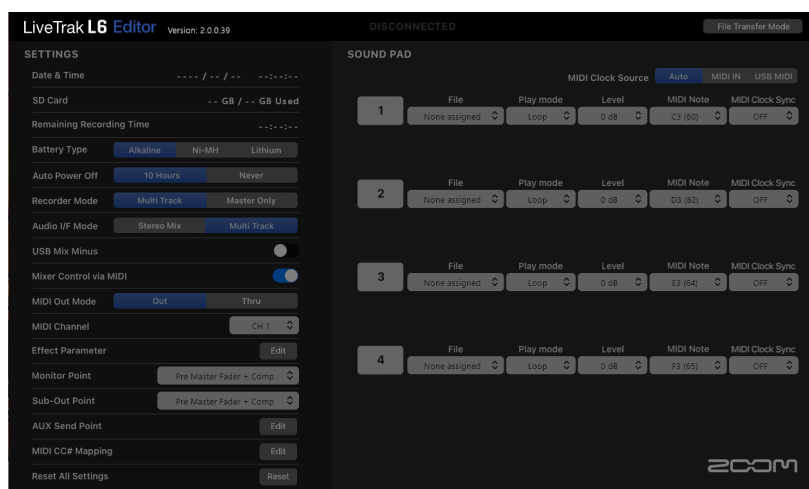 LiveTrak L6 Editor Version: 2.0.0.39 DISCONNECTED File Transfer Mode
SETTINGS
Date & Time ---- / -- / -- --:--:--
SD Card -- GB / -- GB Used
Remaining Recording Time --:--:--
Battery Type Alkaline Ni-MH Lithium
Auto Power Off 10 Hours Never
Recorder Mode Multi Track Master Only
Audio I/F Mode Stereo Mix Multi Track
USB Mix Minus
Mixer Control via MIDI
MIDI Out Mode Out Thru
MIDI Channel CH 1
Effect Parameter Edit
Monitor Point Pre Master Fader + Comp
Sub-Out Point Pre Master Fader + Comp
AUX Send Point Edit
MIDI CC# Mapping Edit
Reset All Settings Reset
SOUND PAD
MIDI Clock Source Auto MIDI IN USB MIDI
File Play mode Level MIDI Note MIDI Clock Sync
1 None assigned Loop 0 dB C3 (60) OFF
File Play mode Level MIDI Note MIDI Clock Sync
2 None assigned Loop 0 dB D3 (62) OFF
File Play mode Level MIDI Note MIDI Clock Sync
3 None assigned Loop 0 dB E3 (64) OFF
File Play mode Level MIDI Note MIDI Clock Sync
4 None assigned Loop 0 dB F3 (65) OFF
zoom